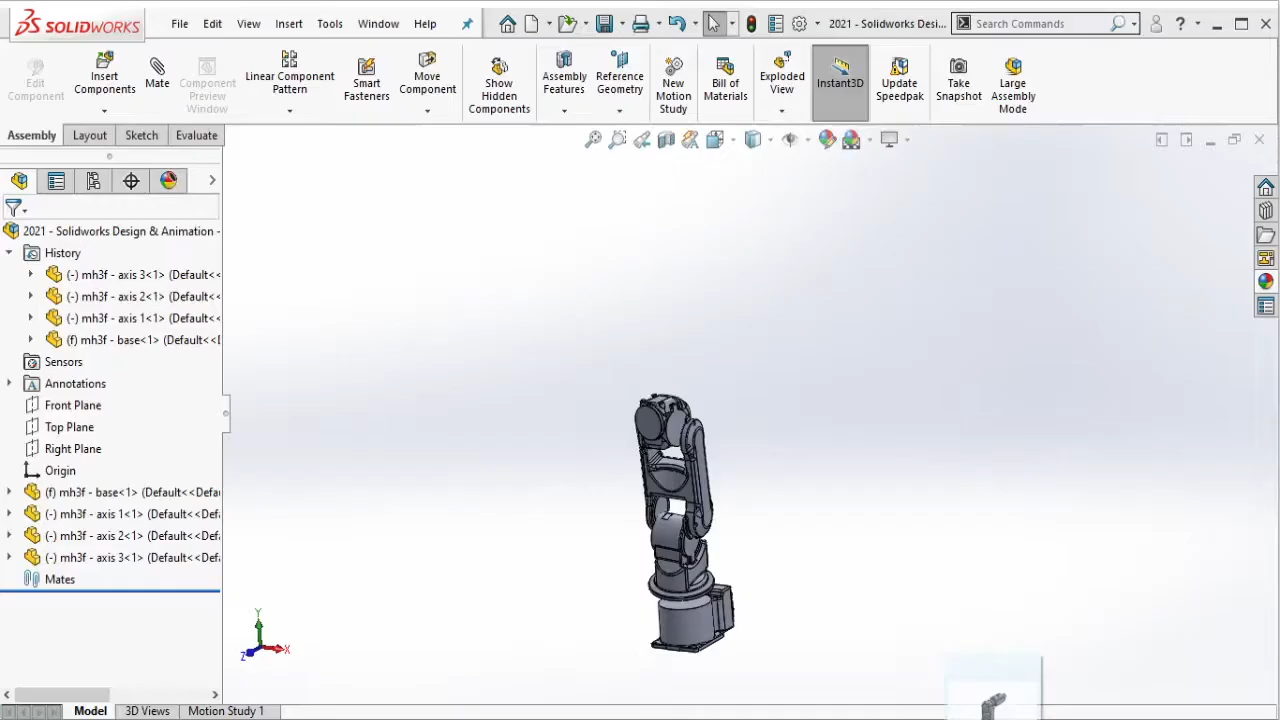 SOLIDWORKS
File Edit View Insert Tools Window Help
2021 - Solidworks Desi...
Search Commands
?
Edit Component
Insert Components
Mate
Component Preview Window
Linear Component Pattern
Smart Fasteners
Move Component
Show Hidden Components
Assembly Features
Reference Geometry
New Motion Study
Bill of Materials
Exploded View
Instant3D
Update Speedpak
Take Snapshot
Large Assembly Mode
Assembly Layout Sketch Evaluate
2021 - Solidworks Design & Animation -
History
(-) mh3f - axis 3<1> (Default<<
(-) mh3f - axis 2<1> (Default<<
(-) mh3f - axis 1<1> (Default<<
(f) mh3f - base<1> (Default<<
Sensors
Annotations
Front Plane
Top Plane
Right Plane
Origin
(f) mh3f - base<1> (Default<<Defa
(-) mh3f - axis 1<1> (Default<<Def
(-) mh3f - axis 2<1> (Default<<Def
(-) mh3f - axis 3<1> (Default<<Def
Mates
Y
Z X
Model 3D Views Motion Study 1